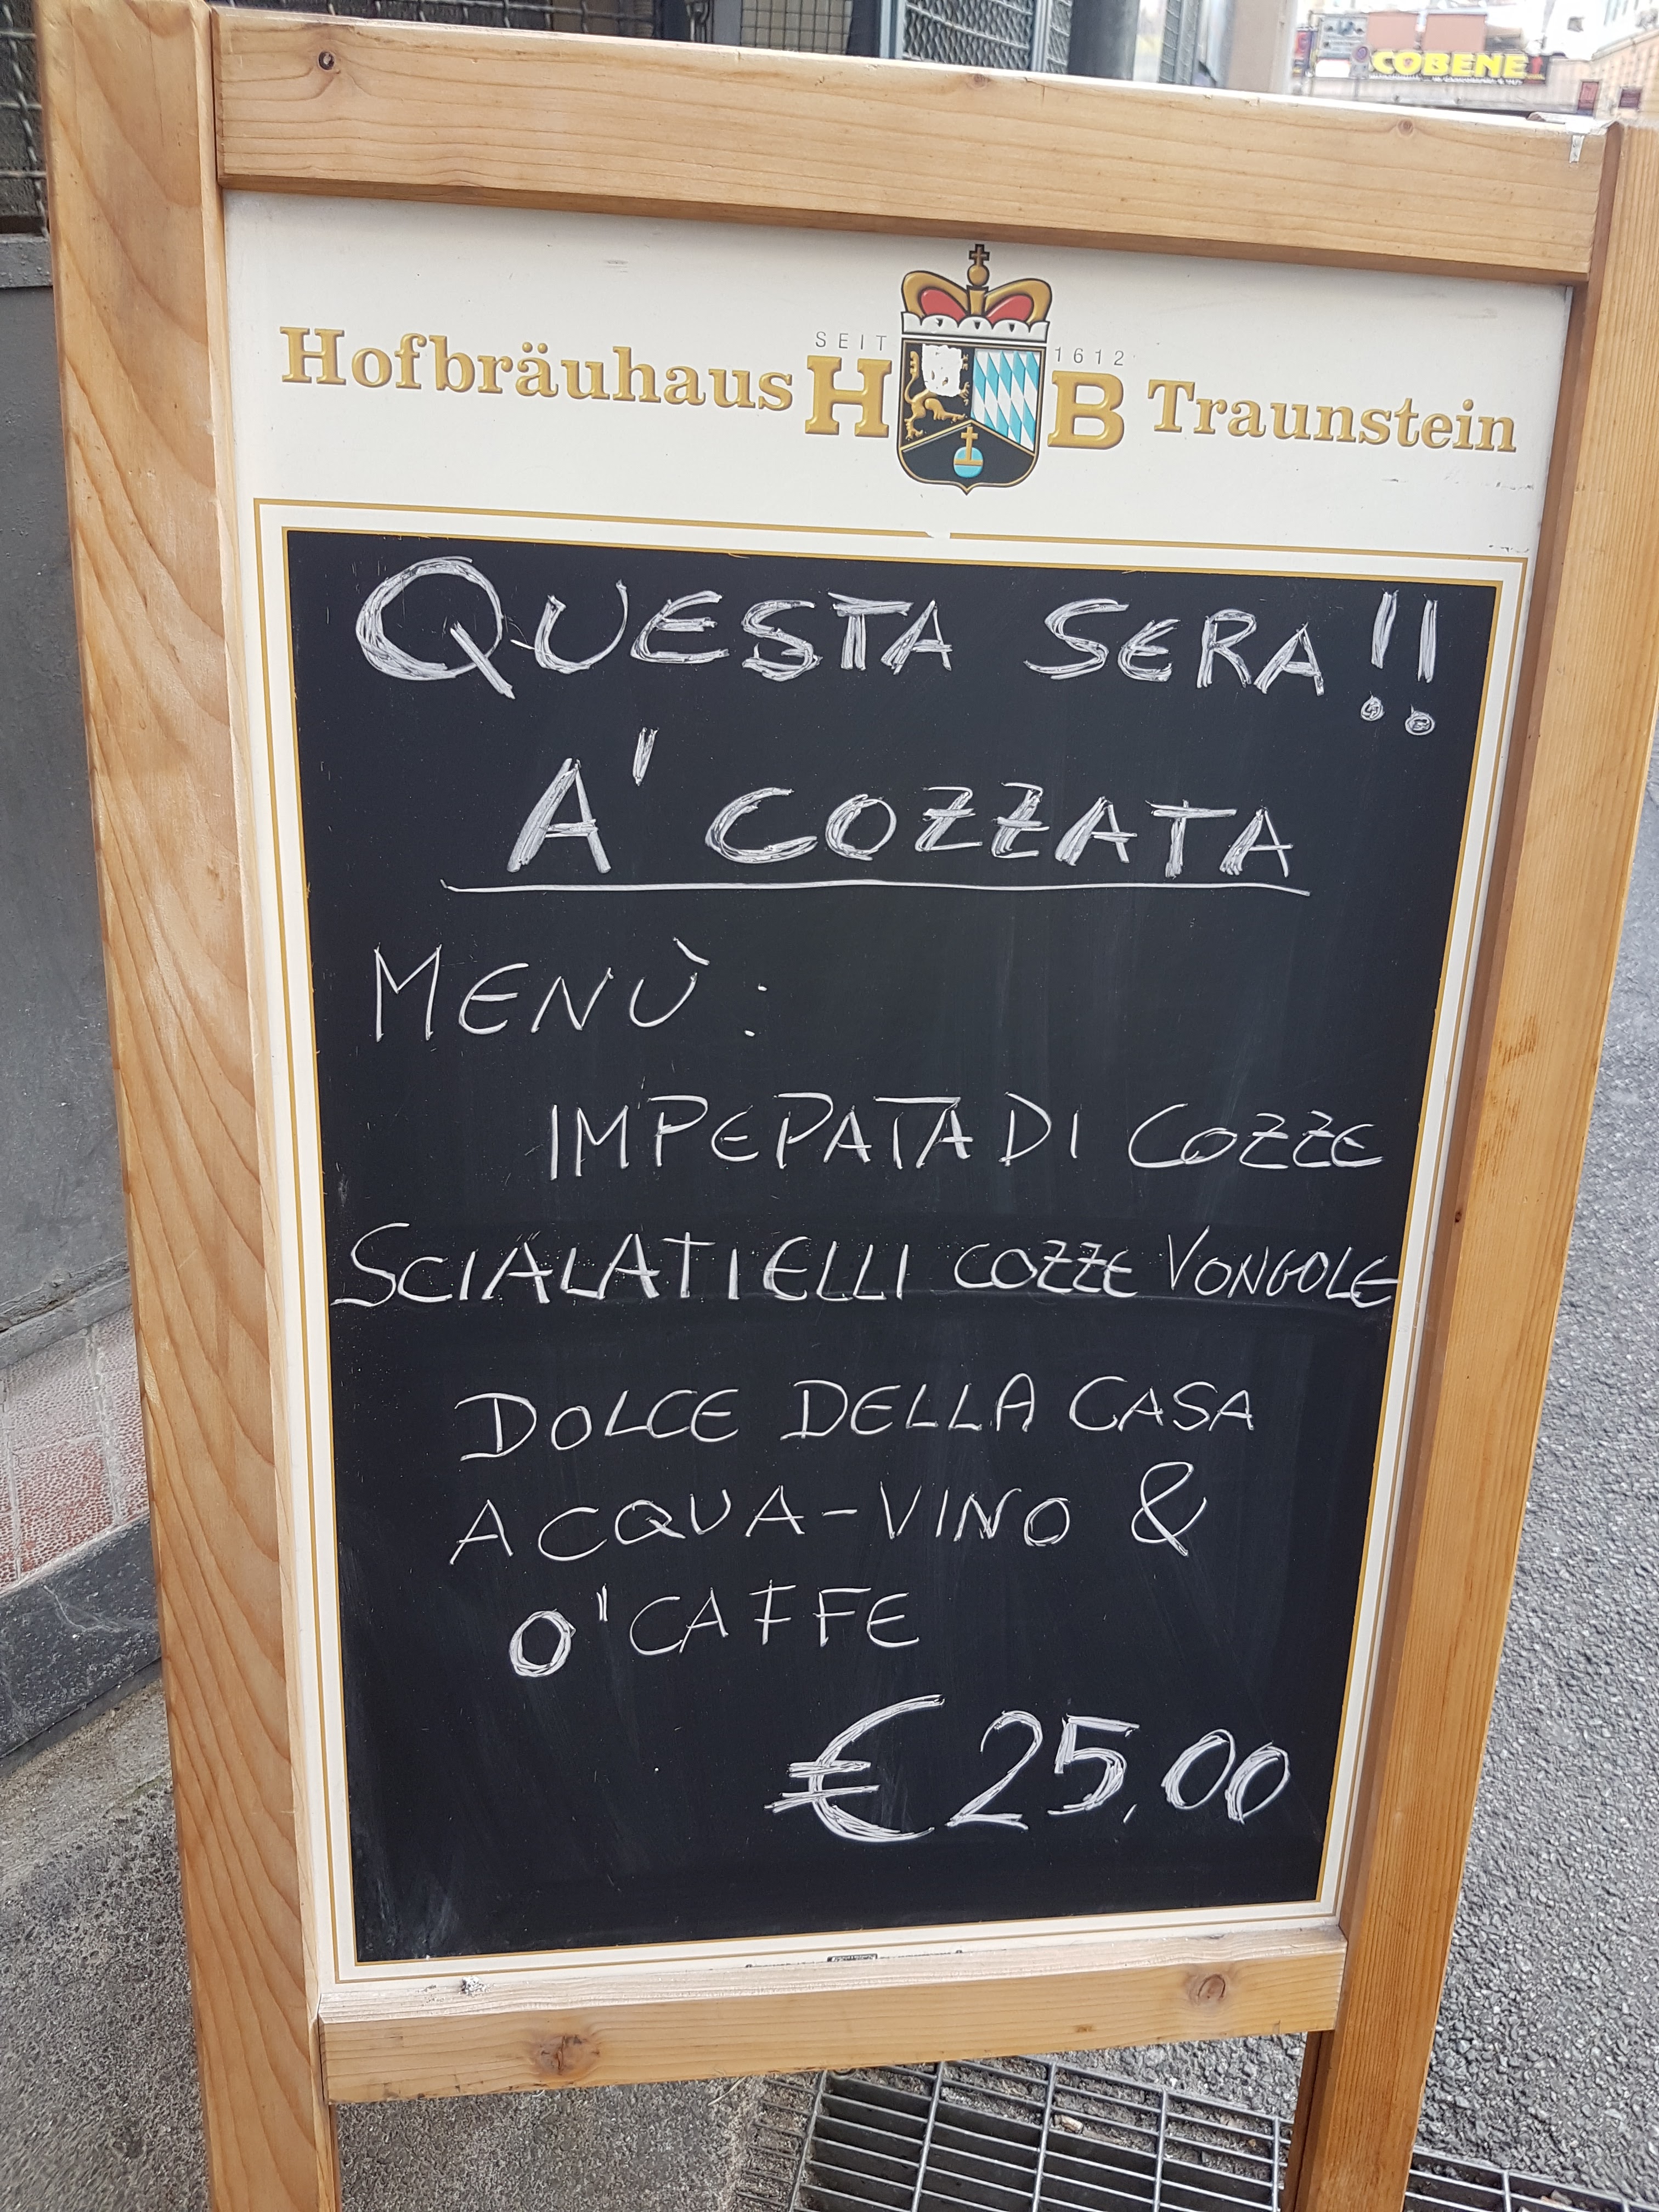 COBENE
SEIT 1612
Hofbräuhaus HB Traunstein
QUESTA SERA!!
A' COZZATA
MENÙ:
IMPEPATA DI COZZE
SCIALATIELLI COZZE VONGOLE
DOLCE DELLA CASA
ACQUA-VINO &
O' CAFFE
€ 25,00